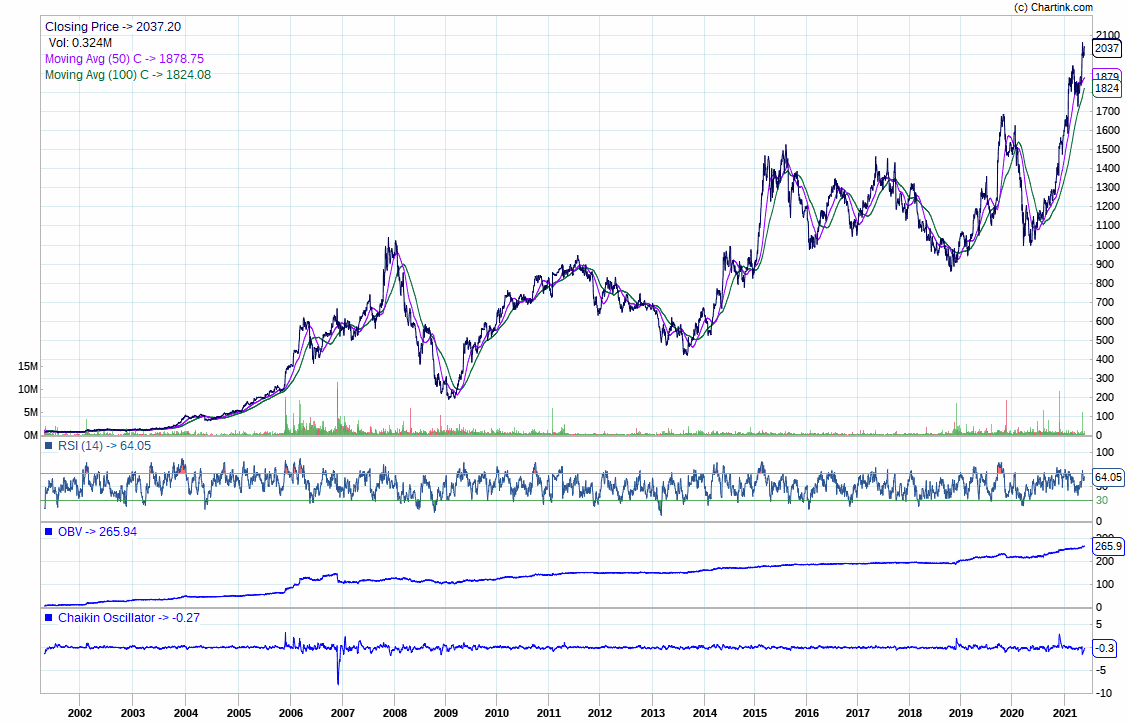 (c) Chartink.com
Closing Price -> 2037.20
Vol: 0.324M
Moving Avg (50) C -> 1878.75
Moving Avg (100) C -> 1824.08
2100
2037
1879
1824
1700
1600
1500
1400
1300
1200
1100
1000
900
800
700
600
500
400
300
200
100
0
15M
10M
5M
0M
RSI (14) -> 64.05
100
64.05
30
0
OBV -> 265.94
265.9
200
100
0
Chaikin Oscillator -> -0.27
5
-0.3
-5
-10
2002 2003 2004 2005 2006 2007 2008 2009 2010 2011 2012 2013 2014 2015 2016 2017 2018 2019 2020 2021